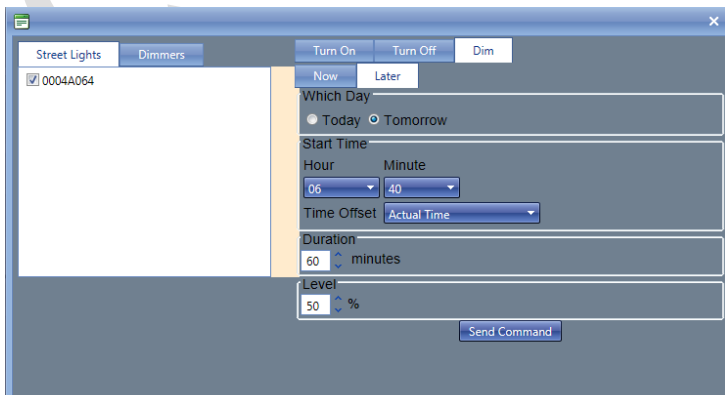 Street Lights Dimmers
0004A064
Turn On Turn Off Dim
Now Later
Which Day
Today Tomorrow
Start Time
Hour Minute
06 40
Time Offset Actual Time
Duration
60 minutes
Level
50 %
Send Command